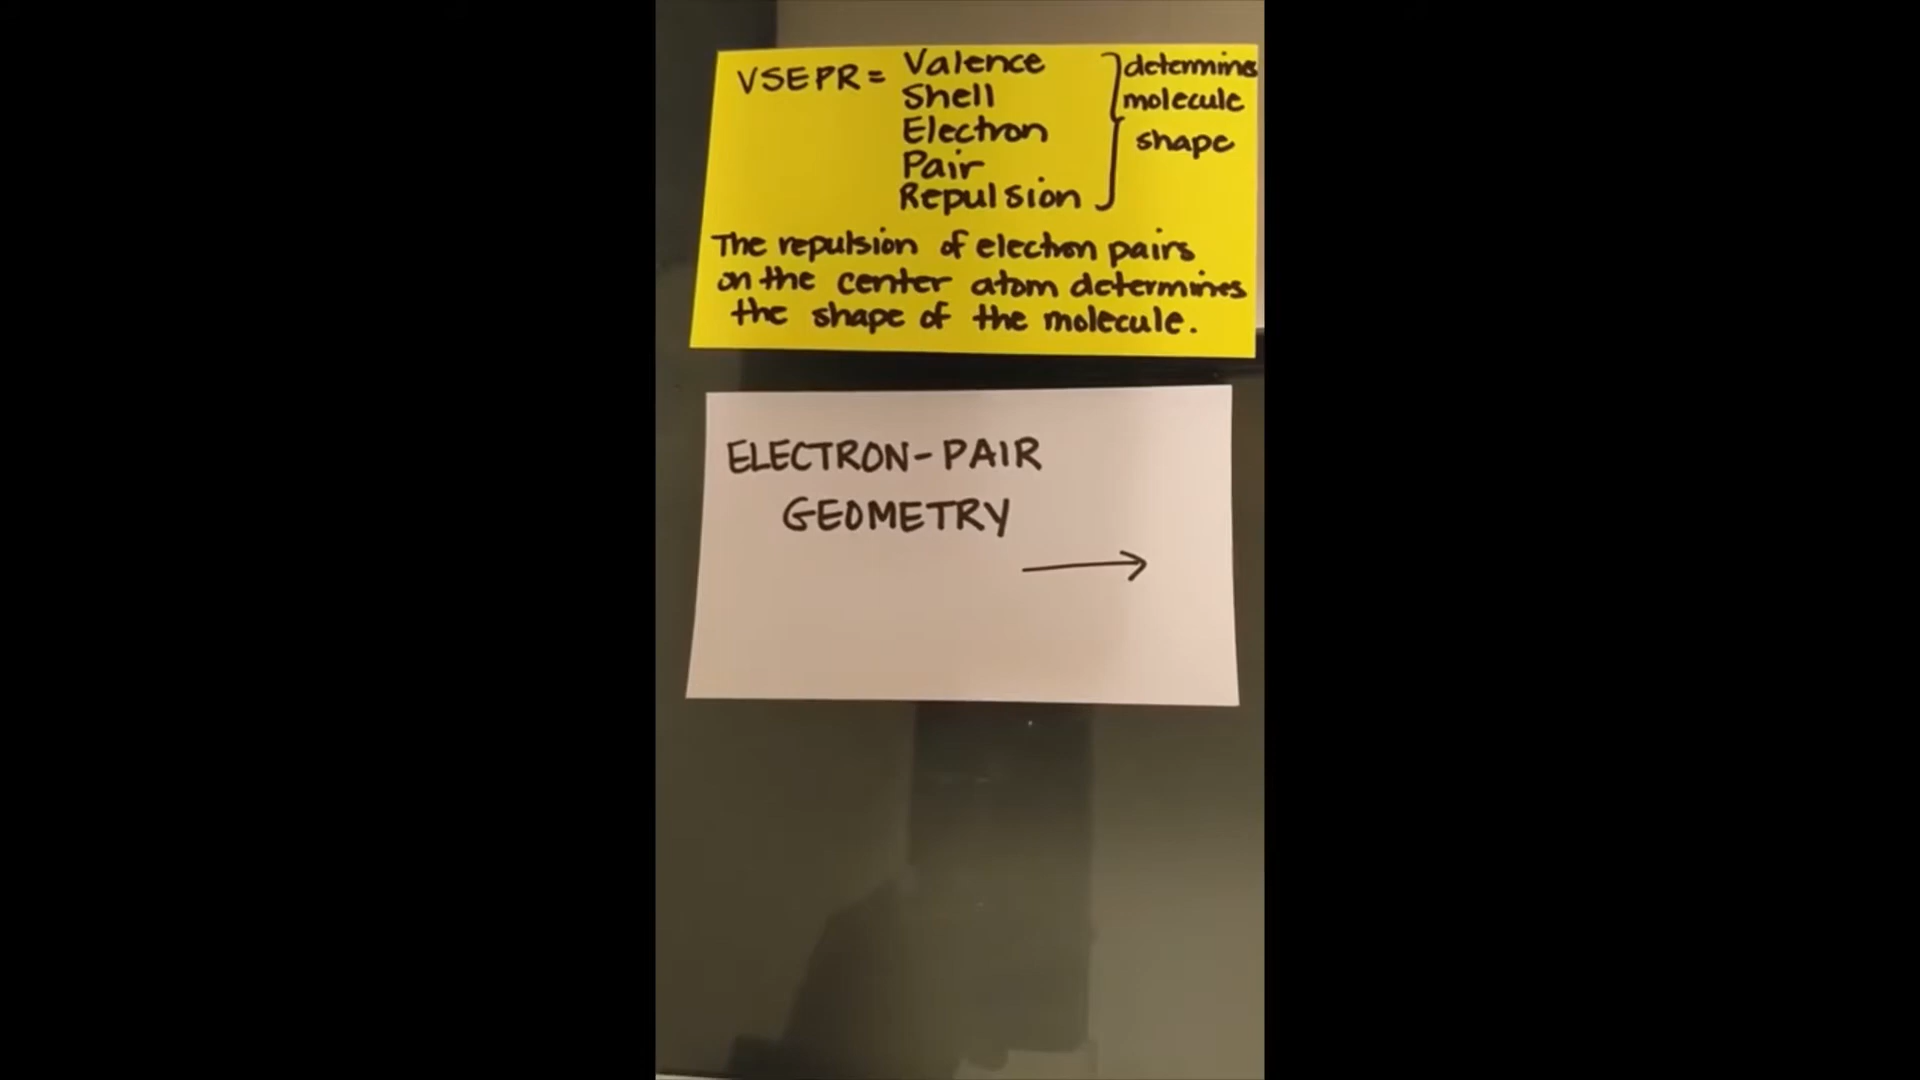 VSEPR = Valence
Shell
Electron
Pair
Repulsion
determines
molecule
shape
The repulsion of electron pairs
on the center atom determines
the shape of the molecule.
ELECTRON-PAIR
GEOMETRY
→